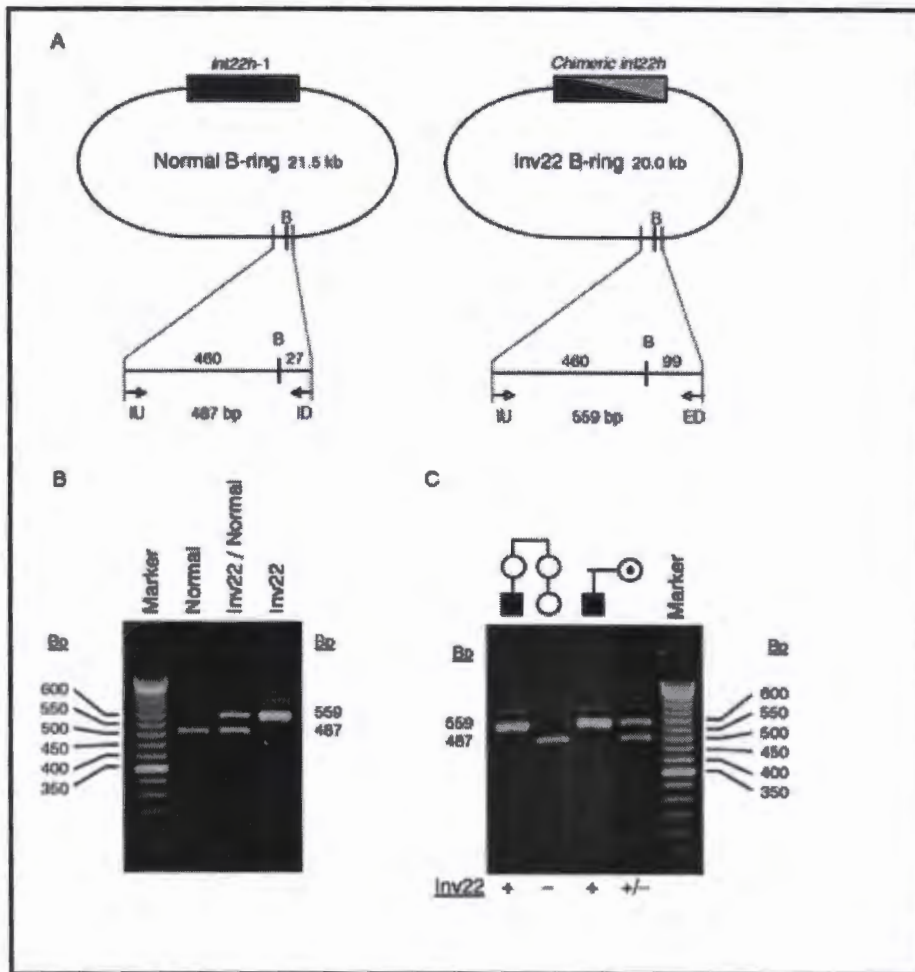 A
int22h-1
Chimeric int22h
Normal B-ring 21.5 kb
Inv22 B-ring 20.0 kb
B
B
B
460
27
IU
487 bp
ID
B
460
99
IU
559 bp
ED
B
Marker
Normal
Inv22 / Normal
Inv22
Bp
600
550
500
450
400
350
Bp
559
487
C
Marker
Bp
559
487
Bp
600
550
500
450
400
350
Inv22 + - + +/-